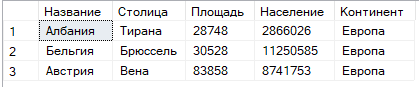 Название Столица Площадь Население Континент
1 Албания Тирана 28748 2866026 Европа
2 Бельгия Брюссель 30528 11250585 Европа
3 Австрия Вена 83858 8741753 Европа